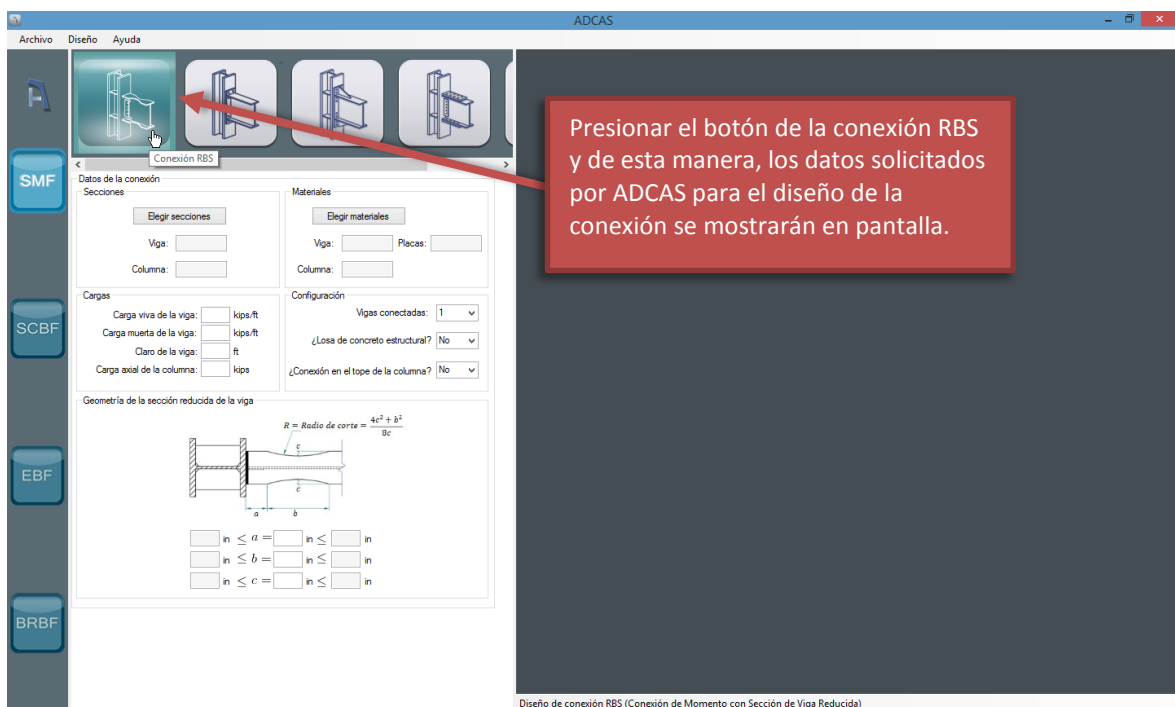 ADCAS
Archivo Diseño Ayuda
Conexión RBS
Presionar el botón de la conexión RBS
y de esta manera, los datos solicitados
por ADCAS para el diseño de la
conexión se mostrarán en pantalla.
SMF
SCBF
EBF
BRBF
Datos de la conexión
Secciones
Elegir secciones
Viga:
Columna:
Materiales
Elegir materiales
Viga: Placas:
Columna:
Cargas
Carga viva de la viga: kips/ft
Carga muerta de la viga: kips/ft
Claro de la viga: ft
Carga axial de la columna: kips
Configuración
Vigas conectadas: 1
¿Losa de concreto estructural? No
¿Conexión en el tope de la columna? No
Geometría de la sección reducida de la viga
R = Radio de corte = (4c² + b²)/8c
c
c
a b
in ≤ a = in ≤ in
in ≤ b = in ≤ in
in ≤ c = in ≤ in
Diseño de conexión RBS (Conexión de Momento con Sección de Viga Reducida)